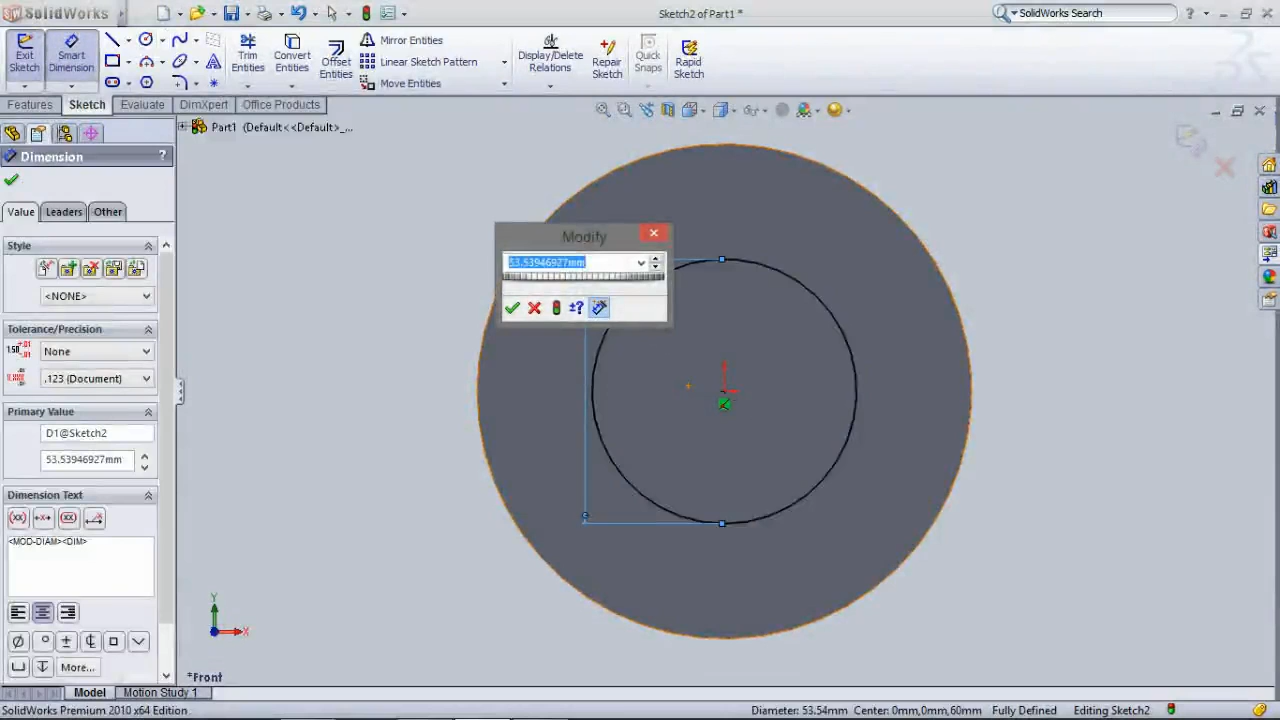 SolidWorks
Sketch2 of Part1 *
SolidWorks Search
Exit Sketch
Smart Dimension
Trim Entities
Convert Entities
Offset Entities
Mirror Entities
Linear Sketch Pattern
Move Entities
Display/Delete Relations
Repair Sketch
Quick Snaps
Rapid Sketch
Features
Sketch
Evaluate
DimXpert
Office Products
Part1 (Default<<Default>_...
Dimension
?
Value
Leaders
Other
Style
<NONE>
Tolerance/Precision
None
.123 (Document)
Primary Value
D1@Sketch2
53.53946927mm
Dimension Text
<MOD-DIAM><DIM>
More...
Modify
53.53946927mm
±?
Y
X
*Front
Model
Motion Study 1
SolidWorks Premium 2010 x64 Edition
Diameter: 53.54mm Center: 0mm,0mm,60mm
Fully Defined
Editing Sketch2